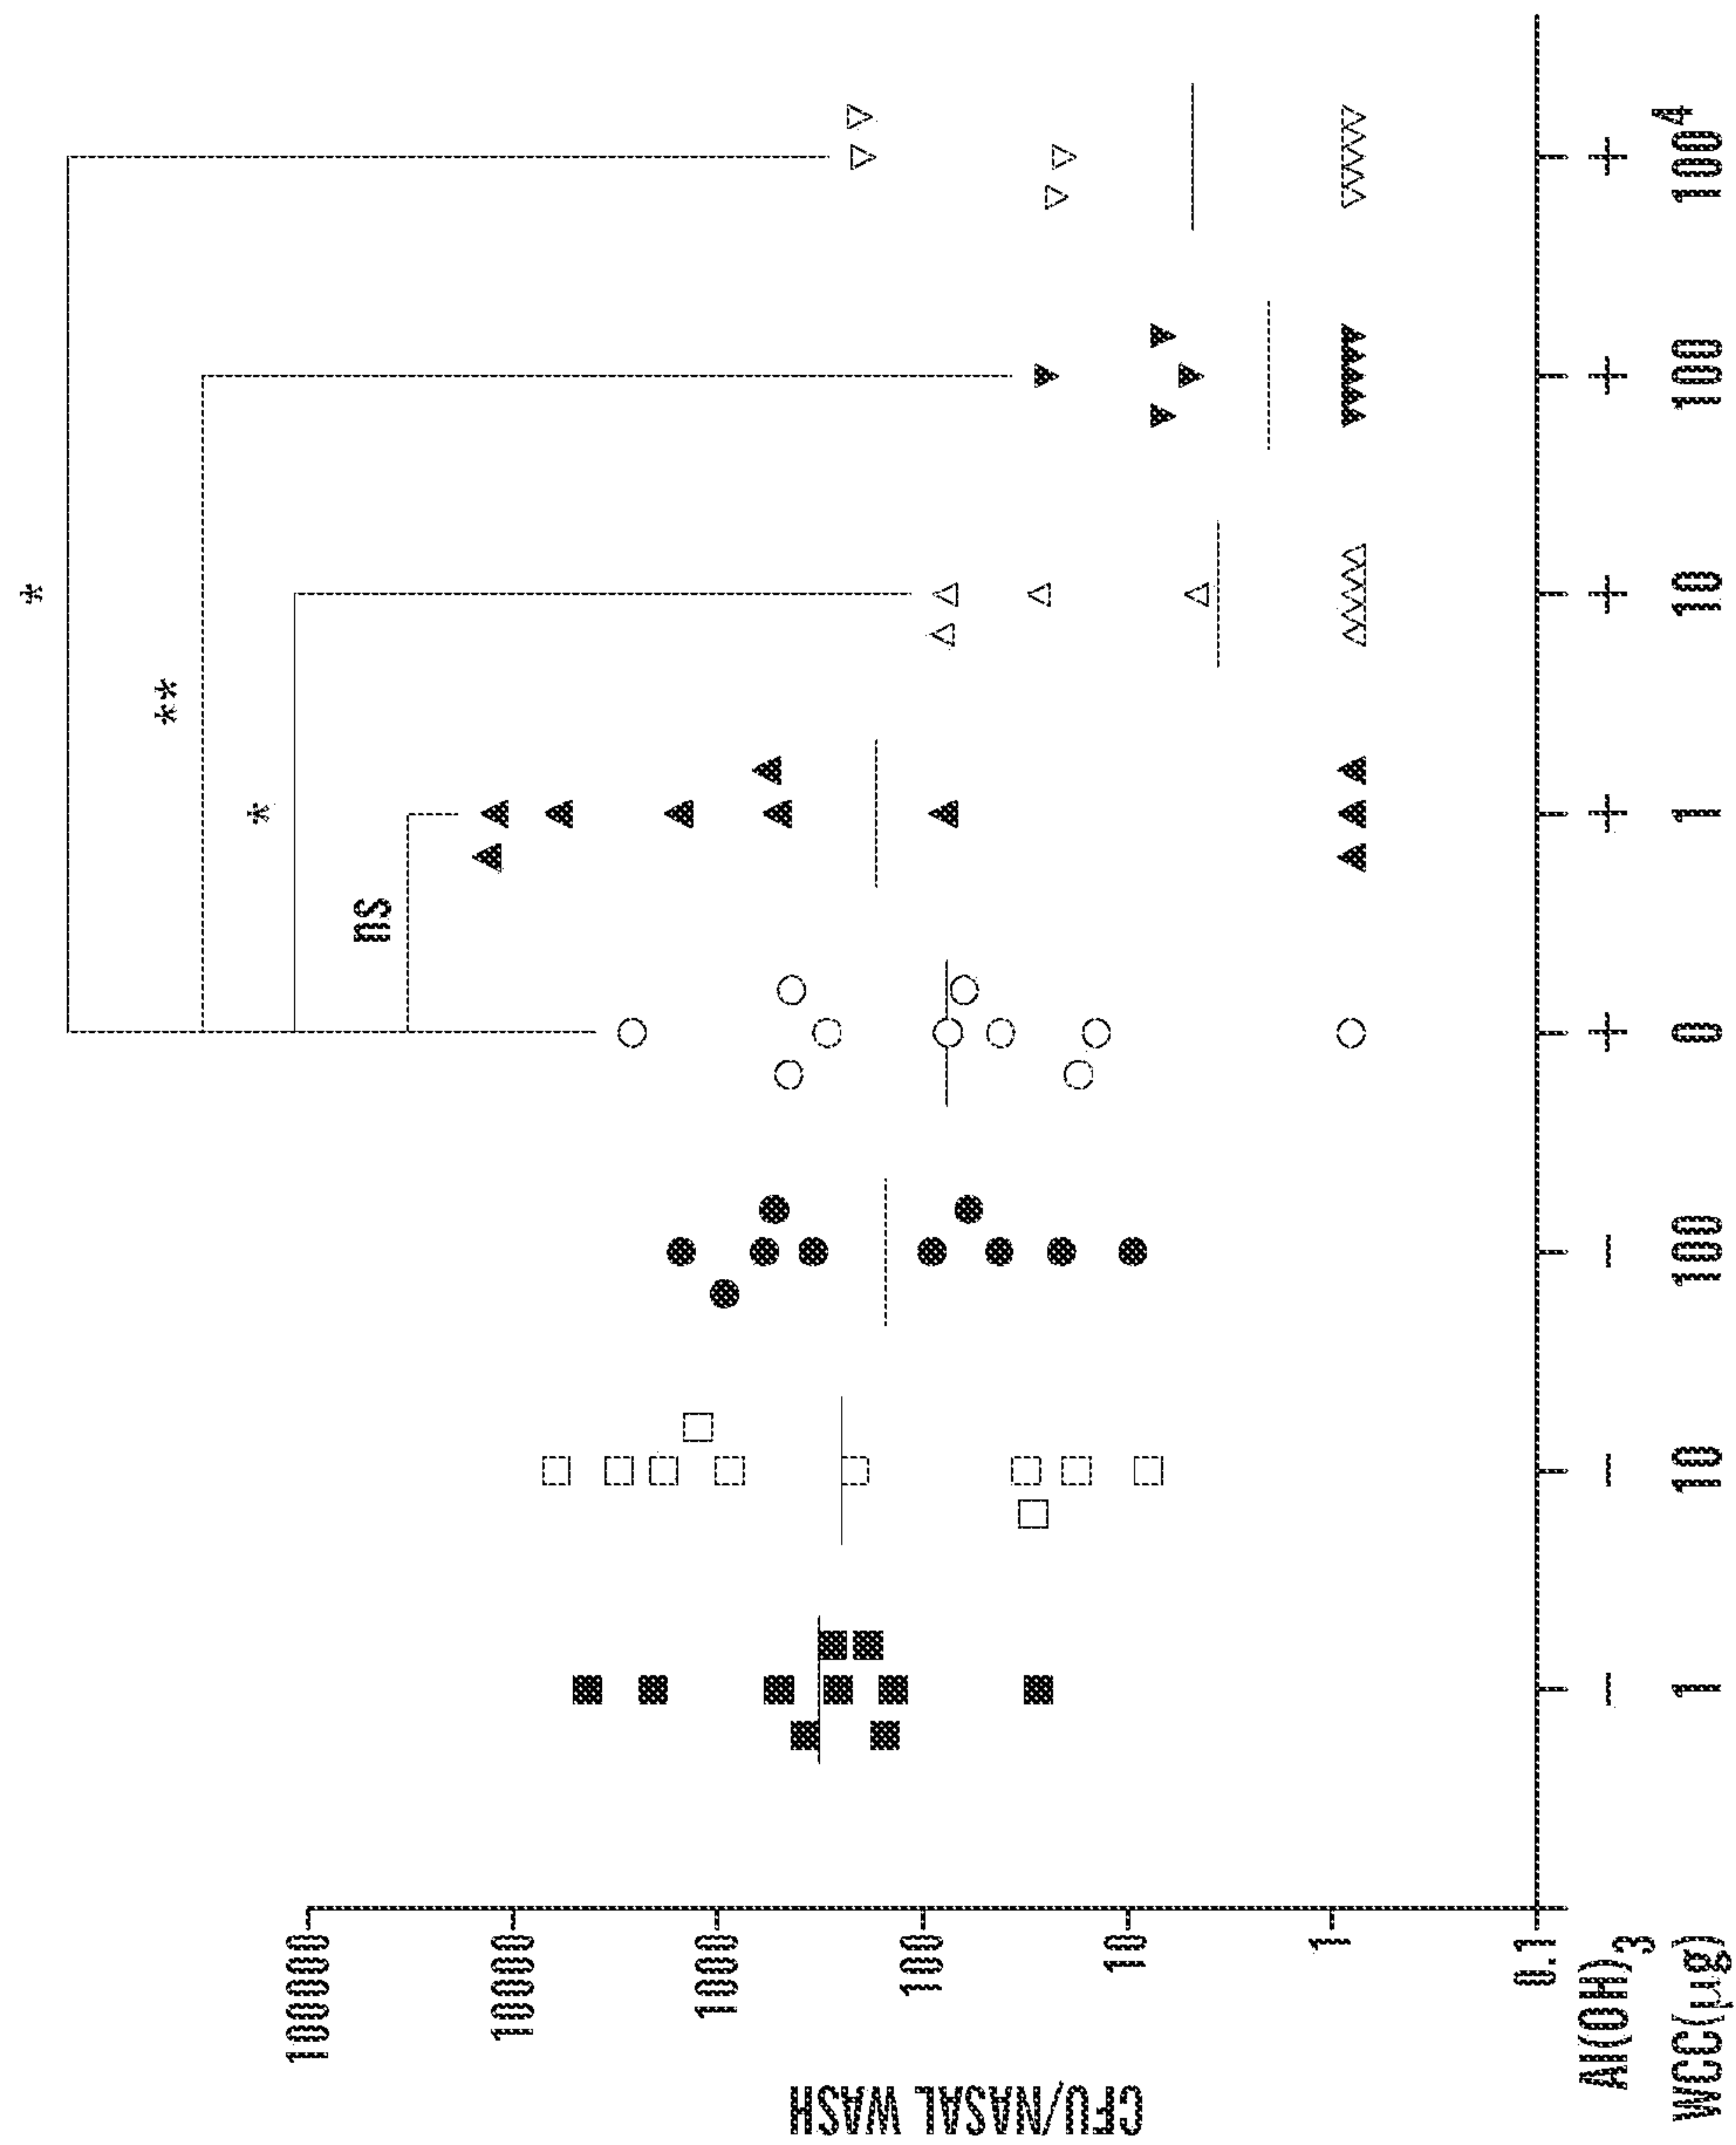 *
**
*
ns
100000
10000
1000
100
10
1
0.1
CFU/NASAL WASH
Al(OH)3 − − − + + + + +
WCC(μg) 1 10 100 0 1 10 100 100⁴